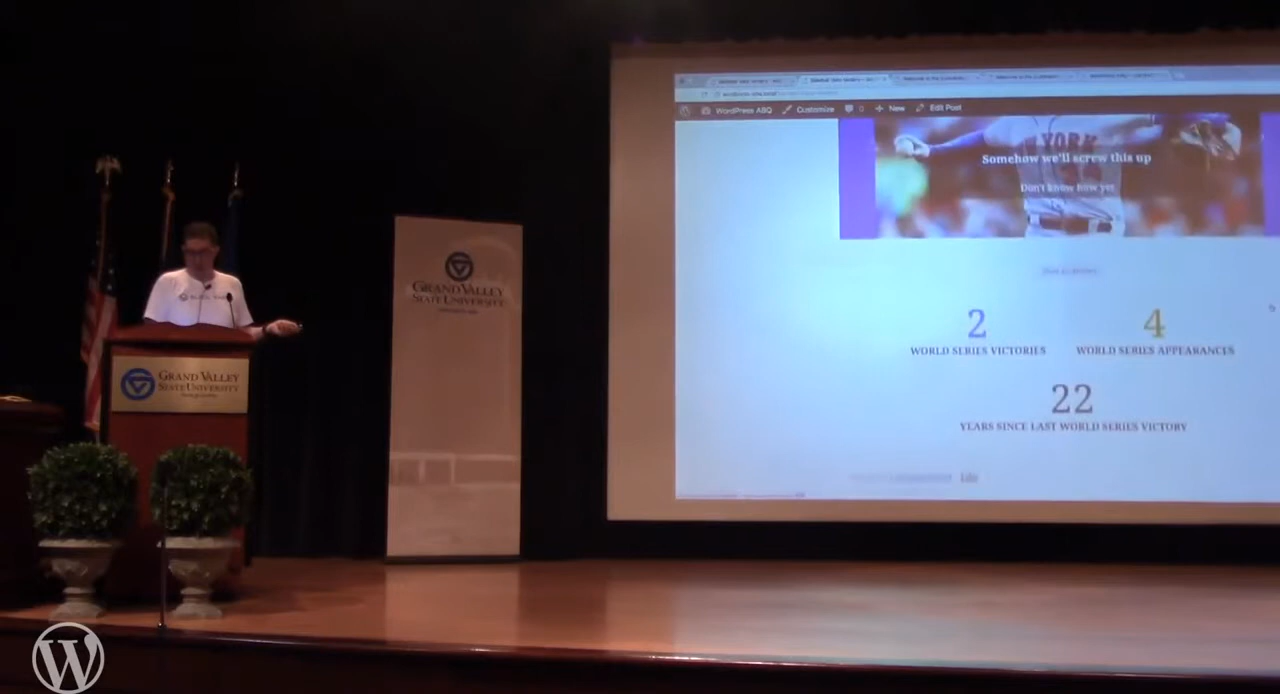 WordPress ABQ Customize 0 New Edit Post
YORK
Somehow we'll screw this up
Don't know how yet
2
WORLD SERIES VICTORIES
4
WORLD SERIES APPEARANCES
22
YEARS SINCE LAST WORLD SERIES VICTORY
Edit
GRAND VALLEY
STATE UNIVERSITY
GRAND VALLEY
STATE UNIVERSITY
W